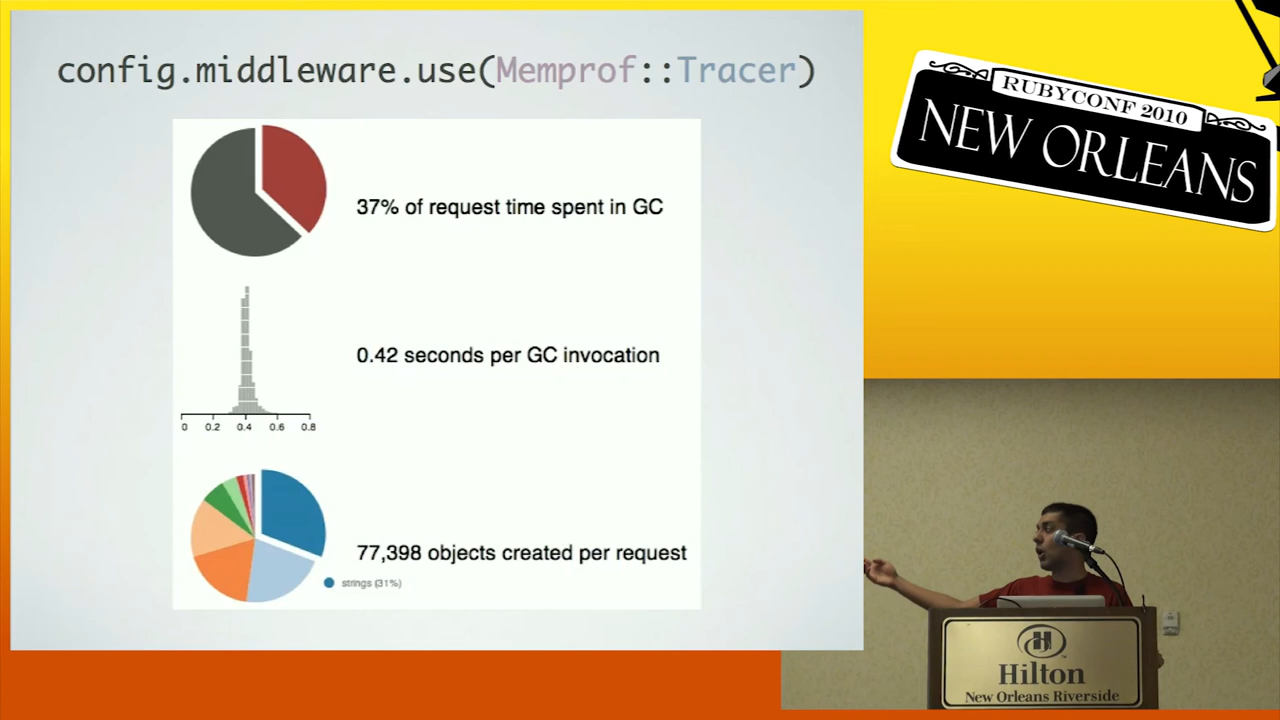 config.middleware.use(Memprof::Tracer)
37% of request time spent in GC
0.42 seconds per GC invocation
0 0.2 0.4 0.6 0.8
77,398 objects created per request
strings (31%)
RUBYCONF 2010
NEW ORLEANS
H
Hilton
New Orleans Riverside